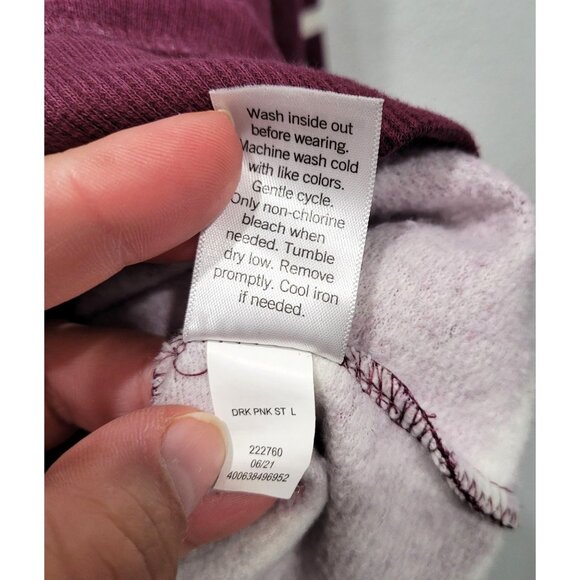 Wash inside out
before wearing.
Machine wash cold
with like colors.
Gentle cycle.
Only non-chlorine
bleach when
needed. Tumble
dry low. Remove
promptly. Cool iron
if needed.
DRK PNK ST L
222760
06/21
400638496952